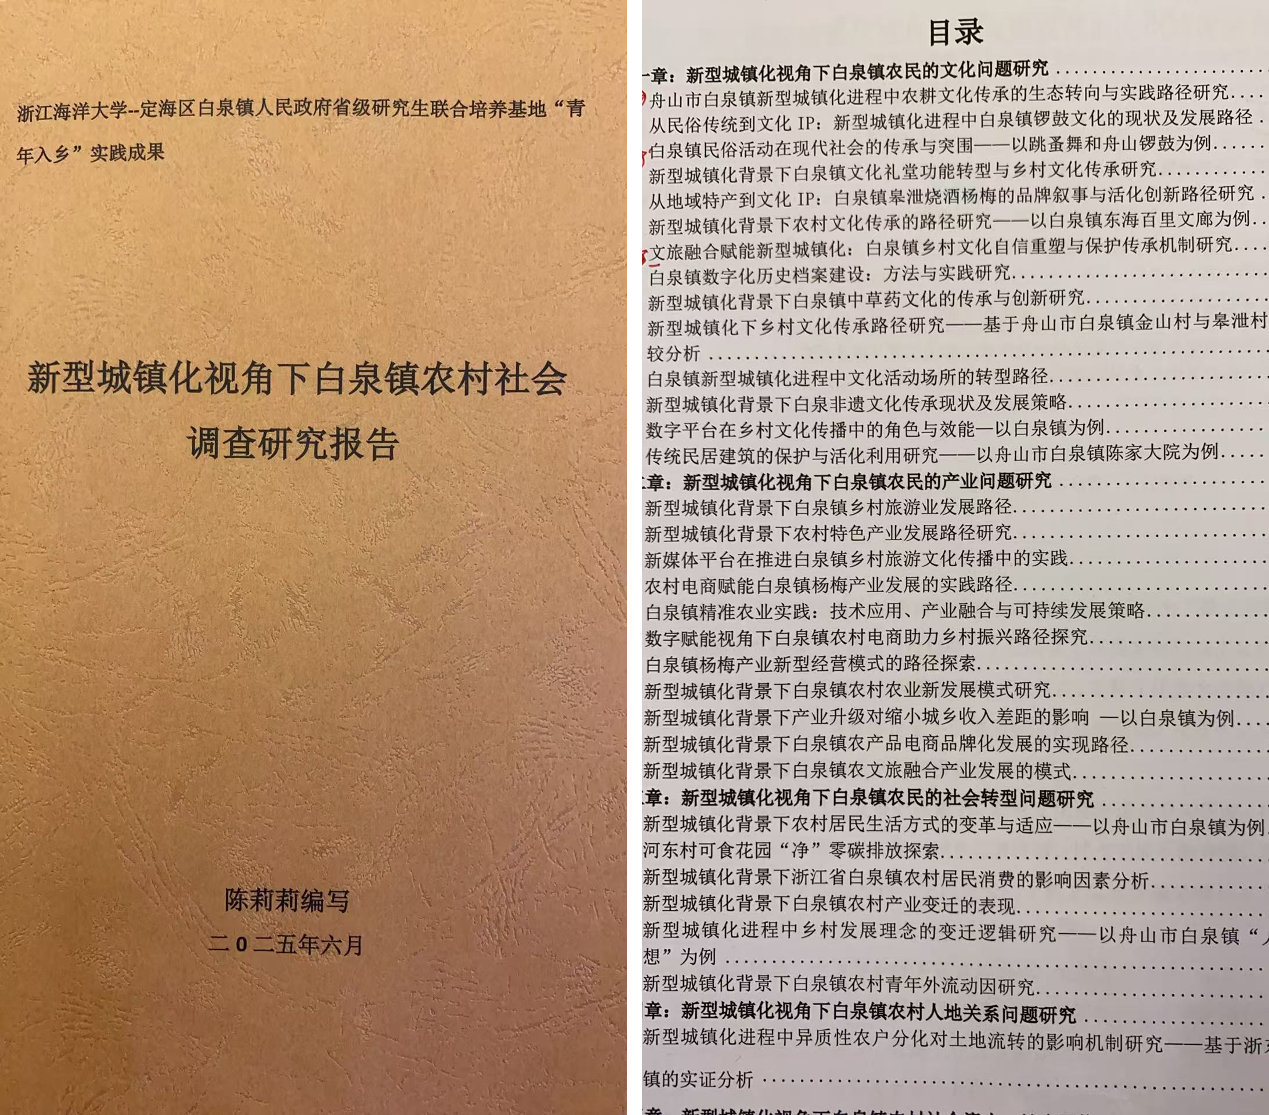 浙江海洋大学--定海区白泉镇人民政府省级研究生联合培养基地“青
年入乡”实践成果
新型城镇化视角下白泉镇农村社会
调查研究报告
陈莉莉编写
二0二五年六月
目录
章：新型城镇化视角下白泉镇农民的文化问题研究
舟山市白泉镇新型城镇化进程中农耕文化传承的生态转向与实践路径研究....
从民俗传统到文化 IP：新型城镇化进程中白泉镇锣鼓文化的现状及发展路径 .
白泉镇民俗活动在现代社会的传承与突围——以跳蚤舞和舟山锣鼓为例......
新型城镇化背景下白泉镇文化礼堂功能转型与乡村文化传承研究............
从地域特产到文化 IP：白泉镇皋泄烧酒杨梅的品牌叙事与活化创新路径研究 .
新型城镇化背景下农村文化传承的路径研究——以白泉镇东海百里文廊为例..
文旅融合赋能新型城镇化：白泉镇乡村文化自信重塑与保护传承机制研究....
白泉镇数字化历史档案建设：方法与实践研究............................
新型城镇化背景下白泉镇中草药文化的传承与创新研究....................
新型城镇化下乡村文化传承路径研究——基于舟山市白泉镇金山村与皋泄村
较分析 ..............................................................
白泉镇新型城镇化进程中文化活动场所的转型路径........................
新型城镇化背景下白泉非遗文化传承现状及发展策略......................
数字平台在乡村文化传播中的角色与效能—以白泉镇为例..................
传统民居建筑的保护与活化利用研究——以舟山市白泉镇陈家大院为例.....
章：新型城镇化视角下白泉镇农民的产业问题研究 .......................
新型城镇化背景下白泉镇乡村旅游业发展路径............................
新型城镇化背景下农村特色产业发展路径研究............................
新媒体平台在推进白泉镇乡村旅游文化传播中的实践......................
农村电商赋能白泉镇杨梅产业发展的实践路径............................
白泉镇精准农业实践：技术应用、产业融合与可持续发展策略..............
数字赋能视角下白泉镇农村电商助力乡村振兴路径探究....................
白泉镇杨梅产业新型经营模式的路径探索................................
新型城镇化背景下白泉镇农村农业新发展模式研究........................
新型城镇化背景下产业升级对缩小城乡收入差距的影响 —以白泉镇为例....
新型城镇化背景下白泉镇农产品电商品牌化发展的实现路径................
新型城镇化背景下白泉镇农文旅融合产业发展的模式......................
章：新型城镇化视角下白泉镇农民的社会转型问题研究 ...................
新型城镇化背景下农村居民生活方式的变革与适应——以舟山市白泉镇为例.
河东村可食花园“净”零碳排放探索....................................
新型城镇化背景下浙江省白泉镇农村居民消费的影响因素分析..............
新型城镇化背景下白泉镇农村产业变迁的表现............................
新型城镇化进程中乡村发展理念的变迁逻辑研究——以舟山市白泉镇“
想”为例 ............................................................
新型城镇化背景下白泉镇农村青年外流动因研究..........................
章：新型城镇化视角下白泉镇农村人地关系问题研究 .....................
新型城镇化进程中异质性农户分化对土地流转的影响机制研究——基于浙
镇的实证分析 ........................................................